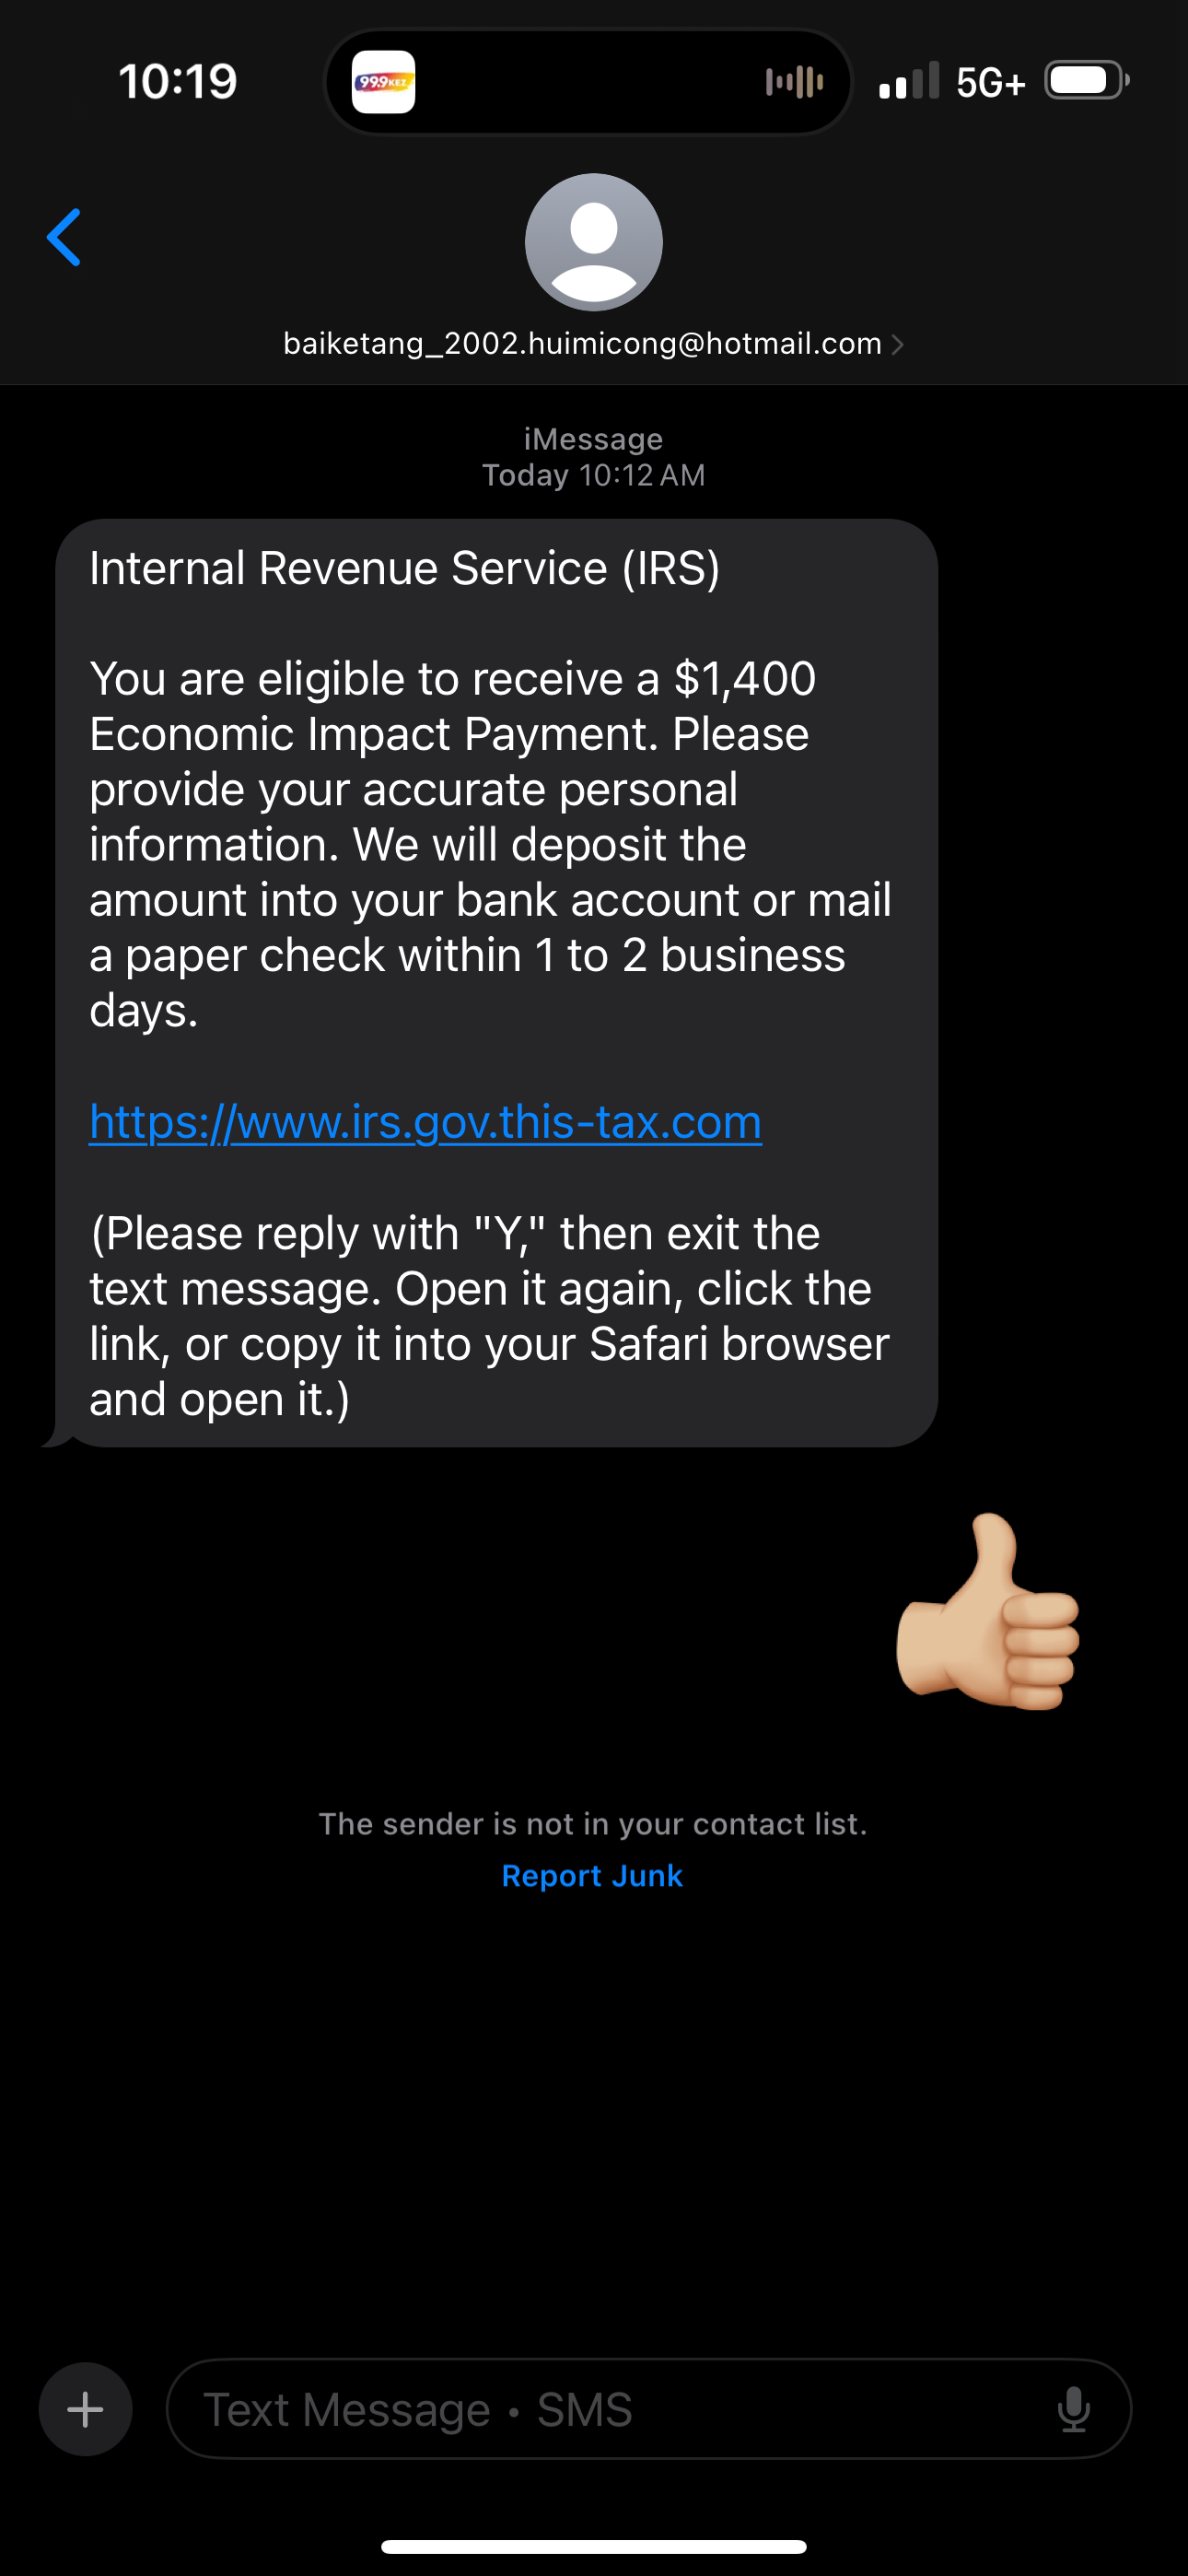 10:19
99.9 KEZ
5G+
baiketang_2002.huimicong@hotmail.com
iMessage
Today 10:12 AM
Internal Revenue Service (IRS)
You are eligible to receive a $1,400
Economic Impact Payment. Please
provide your accurate personal
information. We will deposit the
amount into your bank account or mail
a paper check within 1 to 2 business
days.
https://www.irs.gov.this-tax.com
(Please reply with "Y," then exit the
text message. Open it again, click the
link, or copy it into your Safari browser
and open it.)
The sender is not in your contact list.
Report Junk
Text Message • SMS